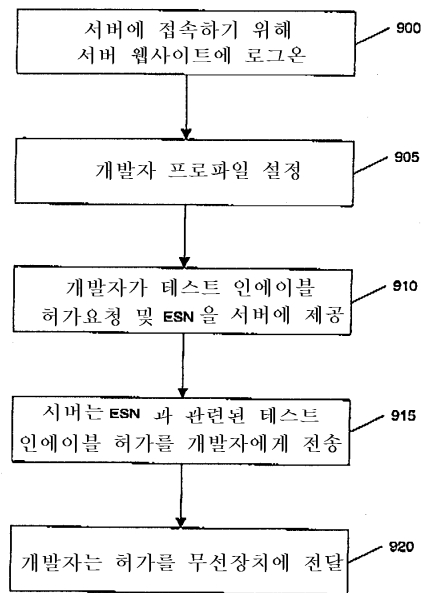 서버에 접속하기 위해
서버 웹사이트에 로그온
900
개발자 프로파일 설정
905
개발자가 테스트 인에이블
허가요청 및 ESN 을 서버에 제공
910
서버는 ESN 과 관련된 테스트
인에이블 허가를 개발자에게 전송
915
개발자는 허가를 무선장치에 전달
920